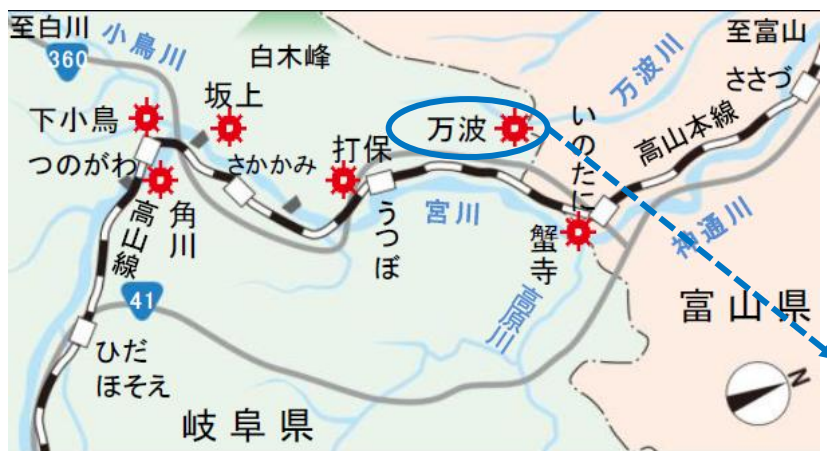 至白川
小鳥川
360
白木峰
万波川
至富山
ささづ
下小鳥
坂上
万波
いのたに
高山本線
つのがわ
さかかみ
打保
角川
高山線
うつぼ
宮川
蟹寺
神通川
41
高原川
富山県
ひだ
ほそえ
岐阜県
N